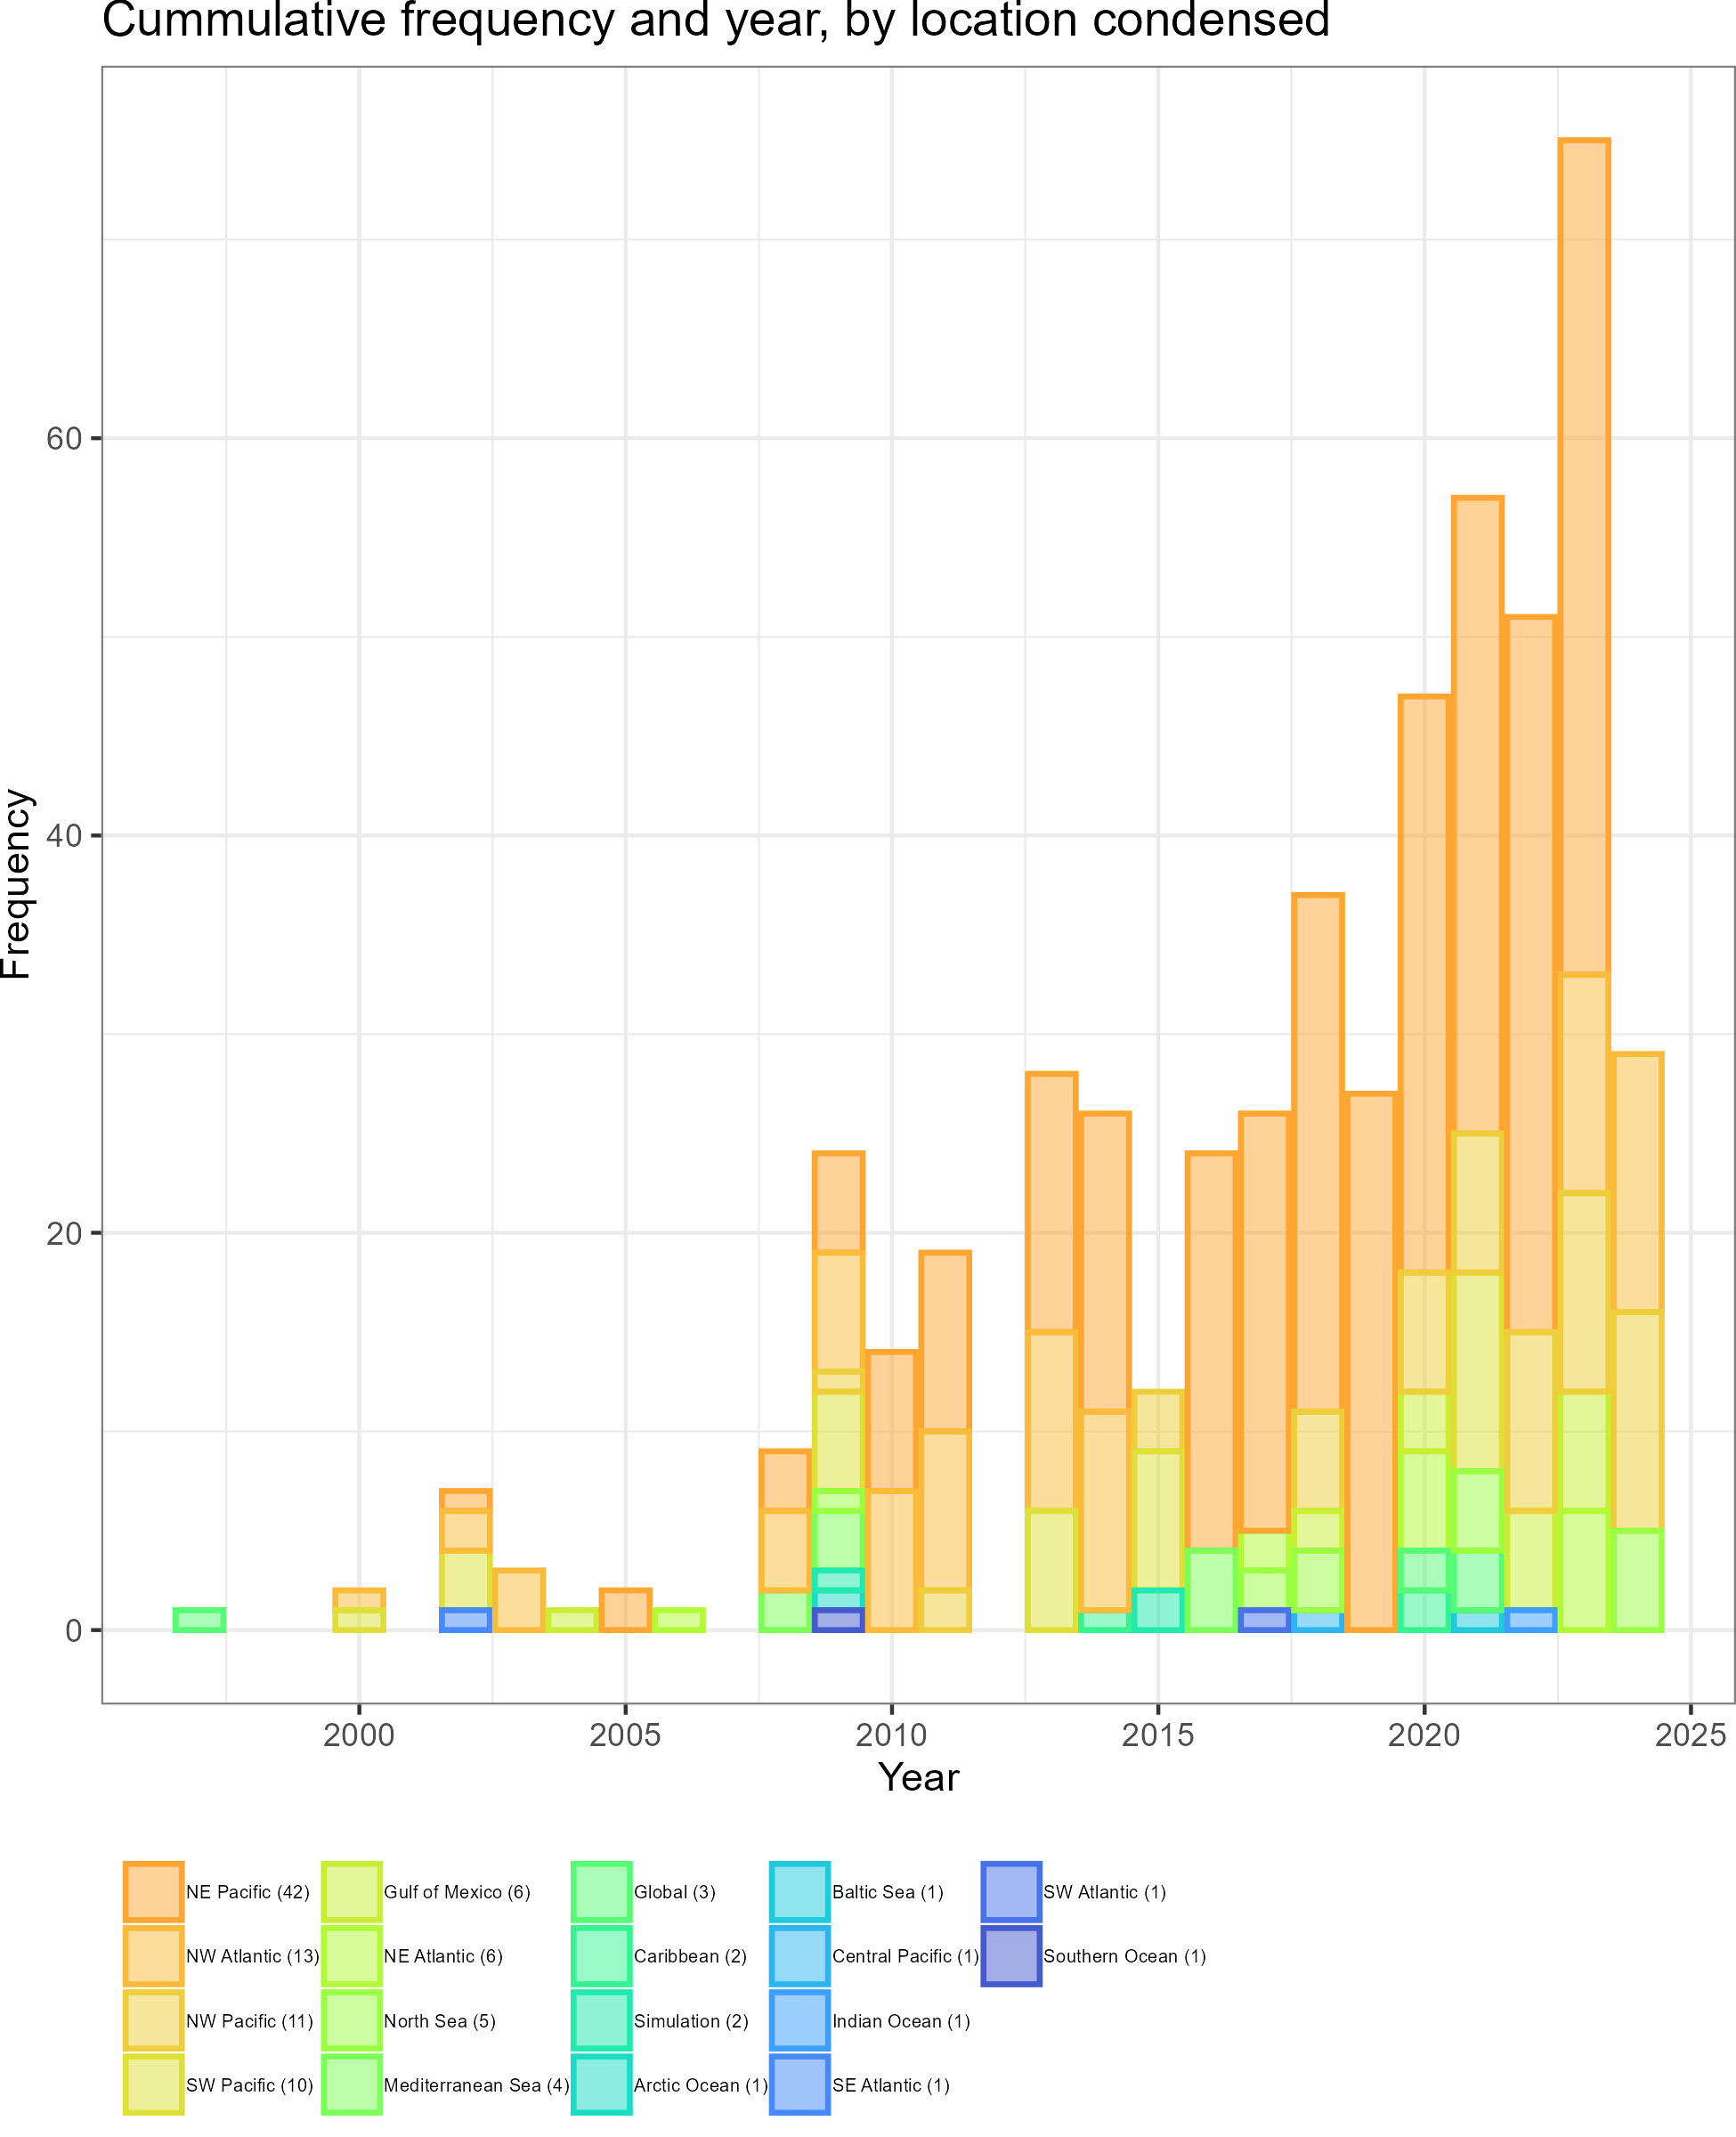 Cummulative frequency and year, by location condensed
Frequency
60
40
20
0
2000 2005 2010 2015 2020 2025
Year
NE Pacific (42) Gulf of Mexico (6) Global (3) Baltic Sea (1) SW Atlantic (1)
NW Atlantic (13) NE Atlantic (6) Caribbean (2) Central Pacific (1) Southern Ocean (1)
NW Pacific (11) North Sea (5) Simulation (2) Indian Ocean (1)
SW Pacific (10) Mediterranean Sea (4) Arctic Ocean (1) SE Atlantic (1)